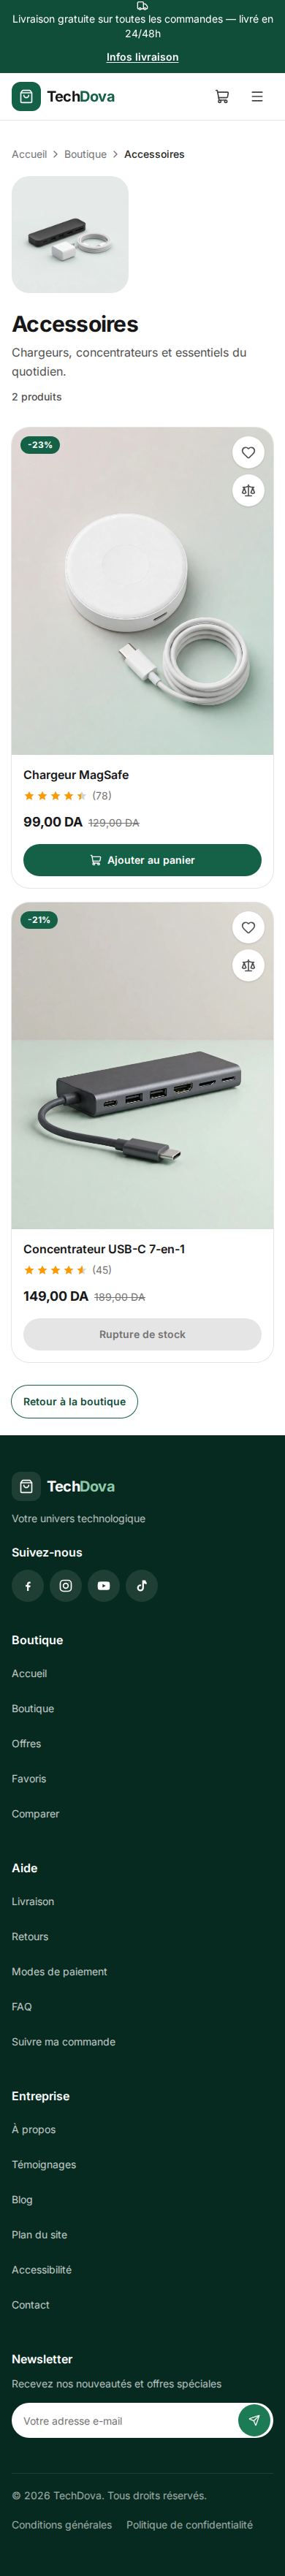 Livraison gratuite sur toutes les commandes — livré en
24/48h
Infos livraison
TechDova
Accueil > Boutique > Accessoires
Accessoires
Chargeurs, concentrateurs et essentiels du
quotidien.
2 produits
-23%
Chargeur MagSafe
(78)
99,00 DA 129,00 DA
Ajouter au panier
-21%
Concentrateur USB-C 7-en-1
(45)
149,00 DA 189,00 DA
Rupture de stock
Retour à la boutique
TechDova
Votre univers technologique
Suivez-nous
Boutique
Accueil
Boutique
Offres
Favoris
Comparer
Aide
Livraison
Retours
Modes de paiement
FAQ
Suivre ma commande
Entreprise
À propos
Témoignages
Blog
Plan du site
Accessibilité
Contact
Newsletter
Recevez nos nouveautés et offres spéciales
Votre adresse e-mail
© 2026 TechDova. Tous droits réservés.
Conditions générales Politique de confidentialité